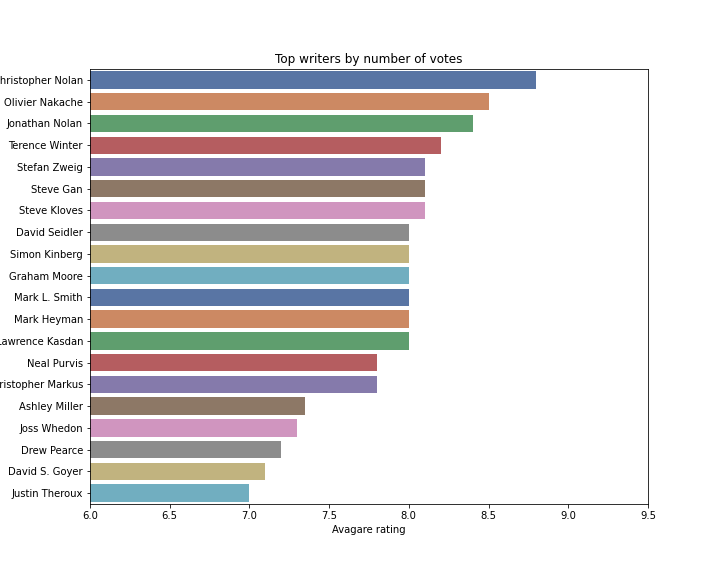 Top writers by number of votes
hristopher Nolan
Olivier Nakache
Jonathan Nolan
Terence Winter
Stefan Zweig
Steve Gan
Steve Kloves
David Seidler
Simon Kinberg
Graham Moore
Mark L. Smith
Mark Heyman
awrence Kasdan
Neal Purvis
ristopher Markus
Ashley Miller
Joss Whedon
Drew Pearce
David S. Goyer
Justin Theroux
6.0 6.5 7.0 7.5 8.0 8.5 9.0 9.5
Avagare rating